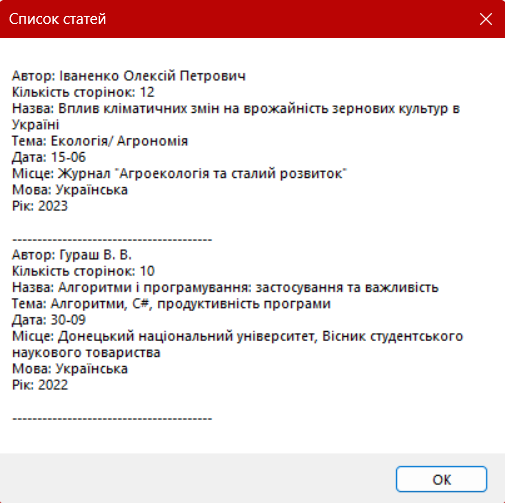 Список статей
Автор: Іваненко Олексій Петрович
Кількість сторінок: 12
Назва: Вплив кліматичних змін на врожайність зернових культур в
Україні
Тема: Екологія/ Агрономія
Дата: 15-06
Місце: Журнал "Агроекологія та сталий розвиток"
Мова: Українська
Рік: 2023
----------------------------------------
Автор: Гураш В. В.
Кількість сторінок: 10
Назва: Алгоритми і програмування: застосування та важливість
Тема: Алгоритми, C#, продуктивність програми
Дата: 30-09
Місце: Донецький національний університет, Вісник студентського
наукового товариства
Мова: Українська
Рік: 2022
----------------------------------------
OK